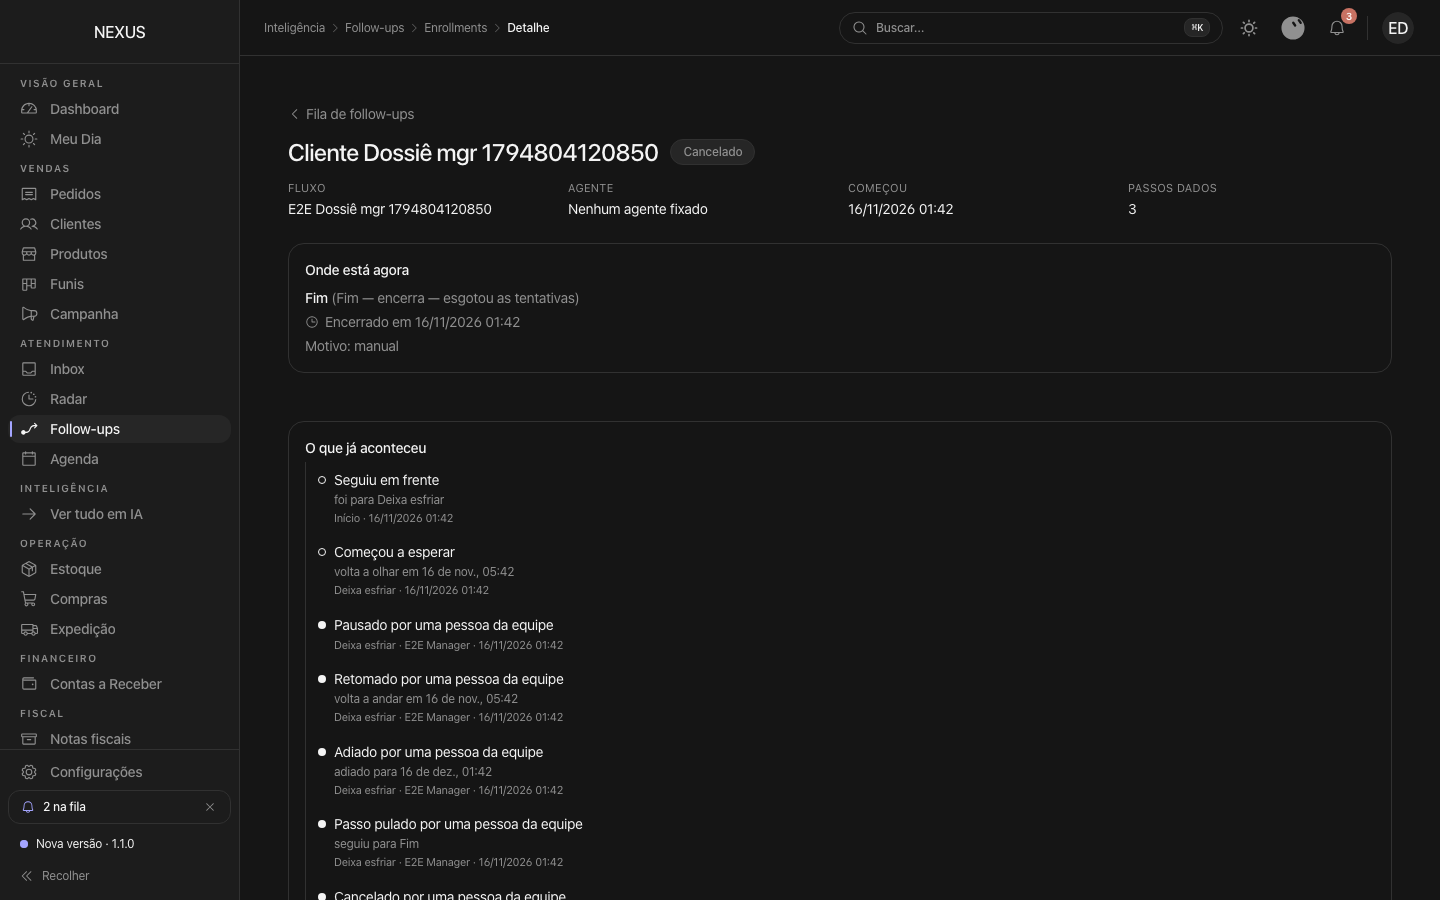 NEXUS
Inteligência
Follow-ups
Enrollments
Detalhe
Buscar...
⌘K
3
ED
VISÃO GERAL
Dashboard
Meu Dia
VENDAS
Pedidos
Clientes
Produtos
Funis
Campanha
ATENDIMENTO
Inbox
Radar
Follow-ups
Agenda
INTELIGÊNCIA
Ver tudo em IA
OPERAÇÃO
Estoque
Compras
Expedição
FINANCEIRO
Contas a Receber
FISCAL
Notas fiscais
Configurações
2 na fila
Nova versão · 1.1.0
Recolher
Fila de follow-ups
Cliente Dossiê mgr 1794804120850
Cancelado
FLUXO
E2E Dossiê mgr 1794804120850
AGENTE
Nenhum agente fixado
COMEÇOU
16/11/2026 01:42
PASSOS DADOS
3
Onde está agora
Fim (Fim — encerra — esgotou as tentativas)
Encerrado em 16/11/2026 01:42
Motivo: manual
O que já aconteceu
Seguiu em frente
foi para Deixa esfriar
Início · 16/11/2026 01:42
Começou a esperar
volta a olhar em 16 de nov., 05:42
Deixa esfriar · 16/11/2026 01:42
Pausado por uma pessoa da equipe
Deixa esfriar · E2E Manager · 16/11/2026 01:42
Retomado por uma pessoa da equipe
volta a andar em 16 de nov., 05:42
Deixa esfriar · E2E Manager · 16/11/2026 01:42
Adiado por uma pessoa da equipe
adiado para 16 de dez., 01:42
Deixa esfriar · E2E Manager · 16/11/2026 01:42
Passo pulado por uma pessoa da equipe
seguiu para Fim
Deixa esfriar · E2E Manager · 16/11/2026 01:42
Cancelado por uma pessoa da equipe